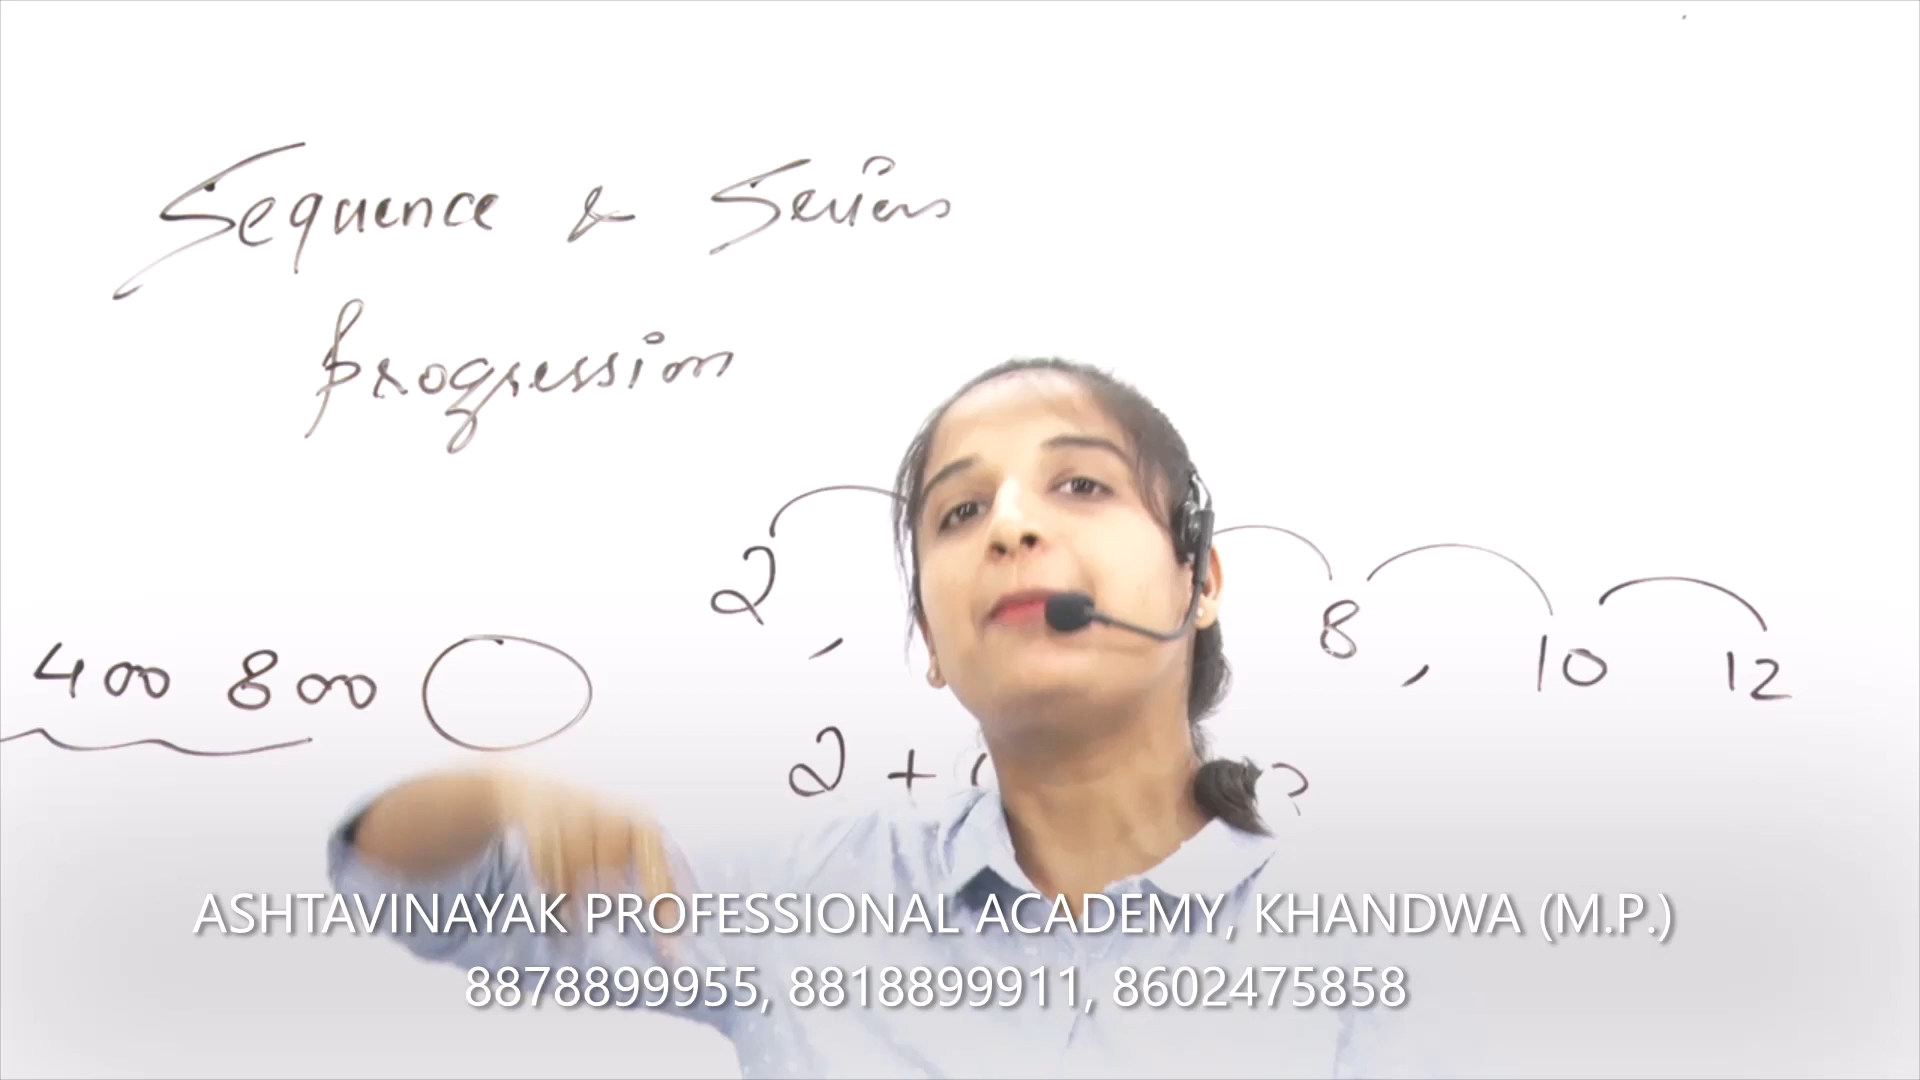 Sequence & Series
Progression
2, 8, 10 12
400 800
2 +
ASHTAVINAYAK PROFESSIONAL ACADEMY, KHANDWA (M.P.)
8878899955, 8818899911, 8602475858